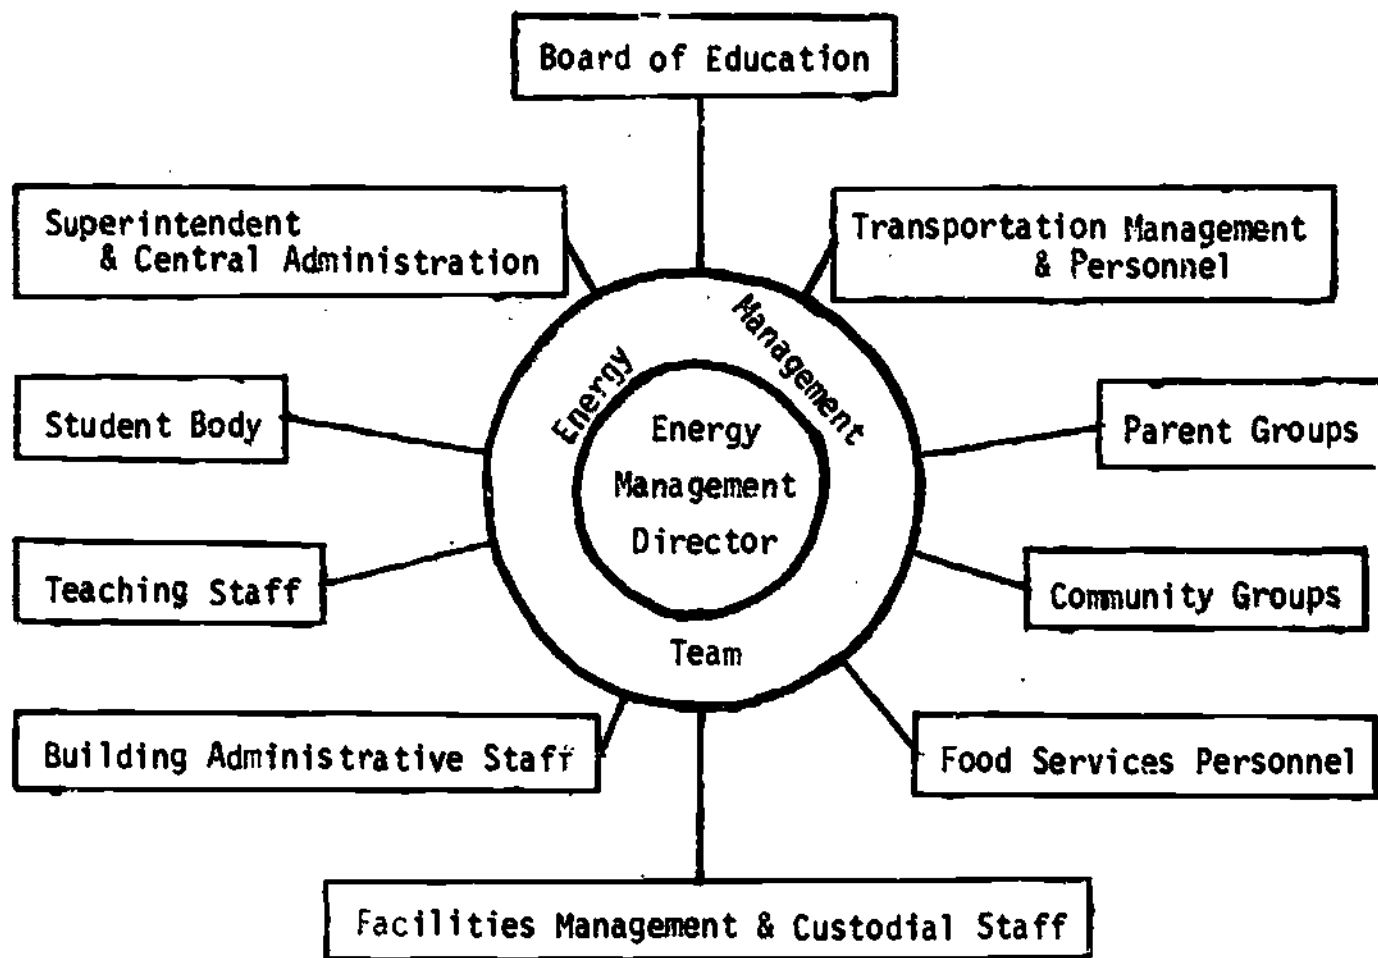 Board of Education
Superintendent
& Central Administration
Transportation Management
& Personnel
Energy
Management
Team
Energy
Management
Director
Student Body
Parent Groups
Teaching Staff
Community Groups
Building Administrative Staff
Food Services Personnel
Facilities Management & Custodial Staff